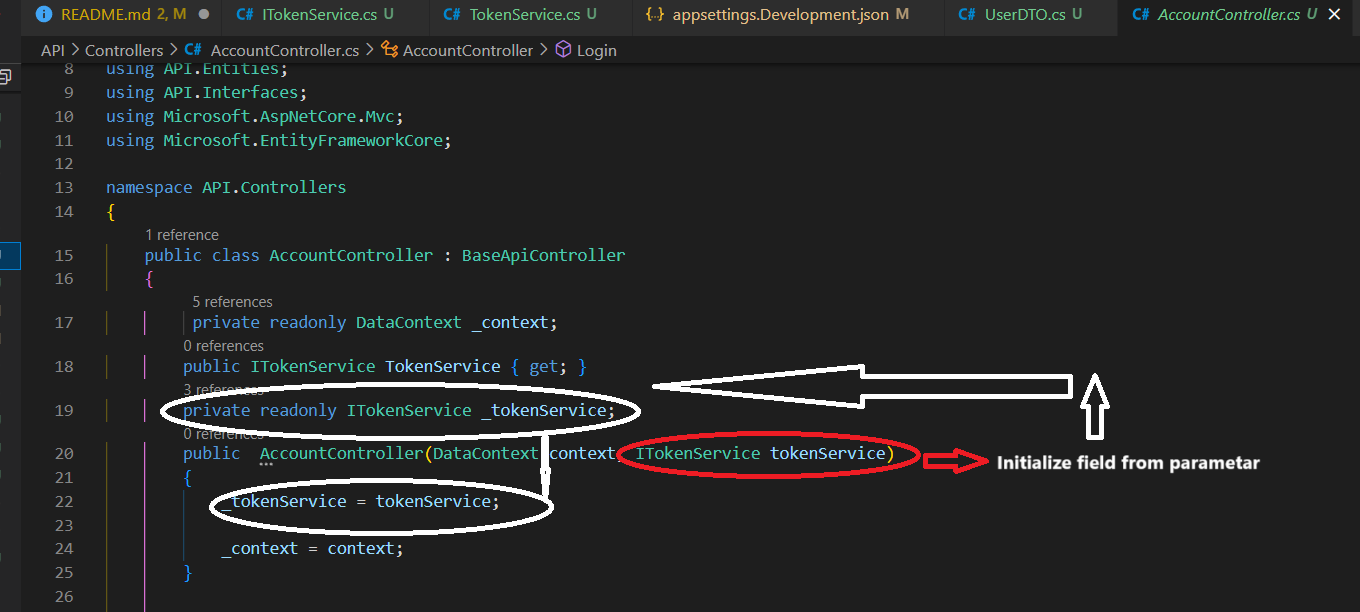 README.md 2, M ITokenService.cs U TokenService.cs U {..} appsettings.Development.json M UserDTO.cs U AccountController.cs U
API > Controllers > C# AccountController.cs > AccountController > Login
8 using API.Entities;
9 using API.Interfaces;
10 using Microsoft.AspNetCore.Mvc;
11 using Microsoft.EntityFrameworkCore;
12
13 namespace API.Controllers
14 {
1 reference
15 public class AccountController : BaseApiController
16 {
5 references
17 private readonly DataContext _context;
0 references
18 public ITokenService TokenService { get; }
3 references
19 private readonly ITokenService _tokenService;
0 references
20 public AccountController(DataContext context, ITokenService tokenService)
Initialize field from parametar
21 {
22 _tokenService = tokenService;
23
24 _context = context;
25 }
26